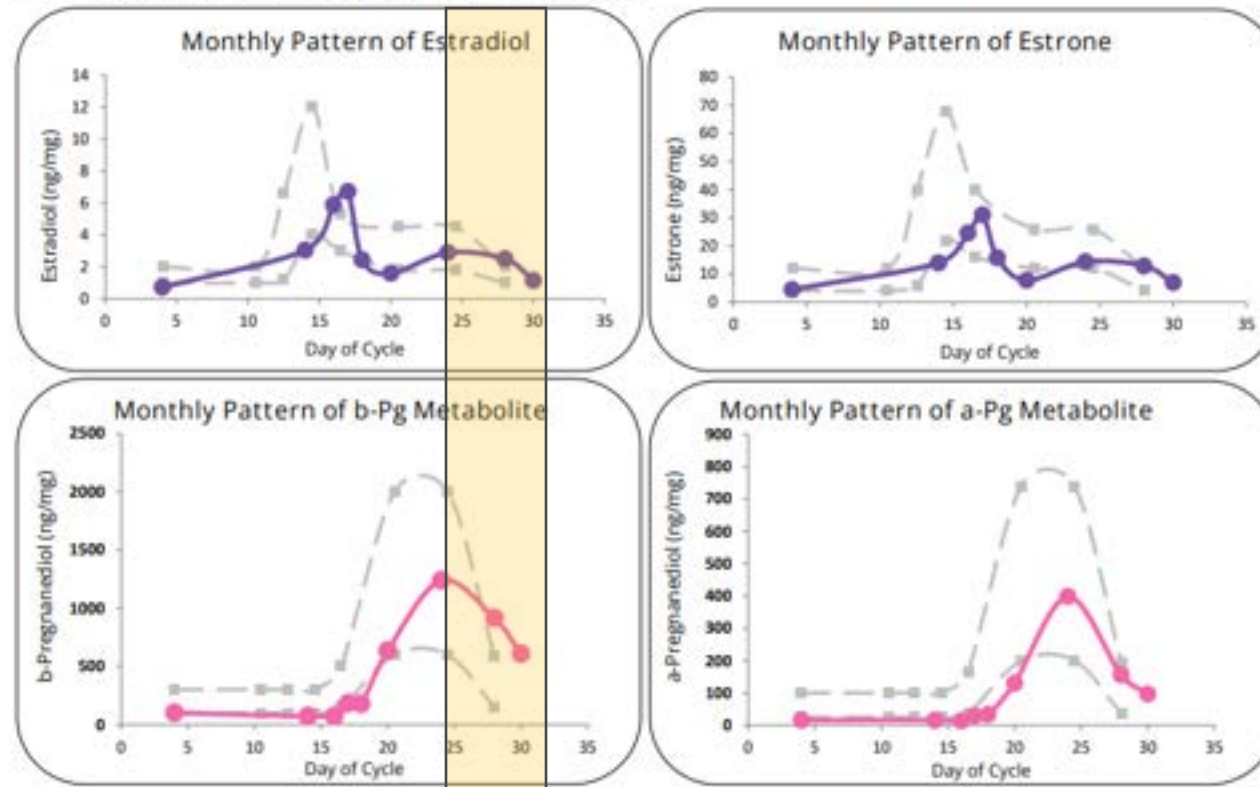 Monthly Pattern of Estradiol
Estradiol (ng/mg)
14
12
10
8
6
4
2
0
0 5 10 15 20 25 30 35
Day of Cycle
Monthly Pattern of Estrone
Estrone (ng/mg)
80
70
60
50
40
30
20
10
0
0 5 10 15 20 25 30 35
Day of Cycle
Monthly Pattern of b-Pg Metabolite
b-Pregnanediol (ng/mg)
2500
2000
1500
1000
500
0
0 5 10 15 20 25 30 35
Day of Cycle
Monthly Pattern of a-Pg Metabolite
a-Pregnanediol (ng/mg)
900
800
700
600
500
400
300
200
100
0
0 5 10 15 20 25 30 35
Day of Cycle